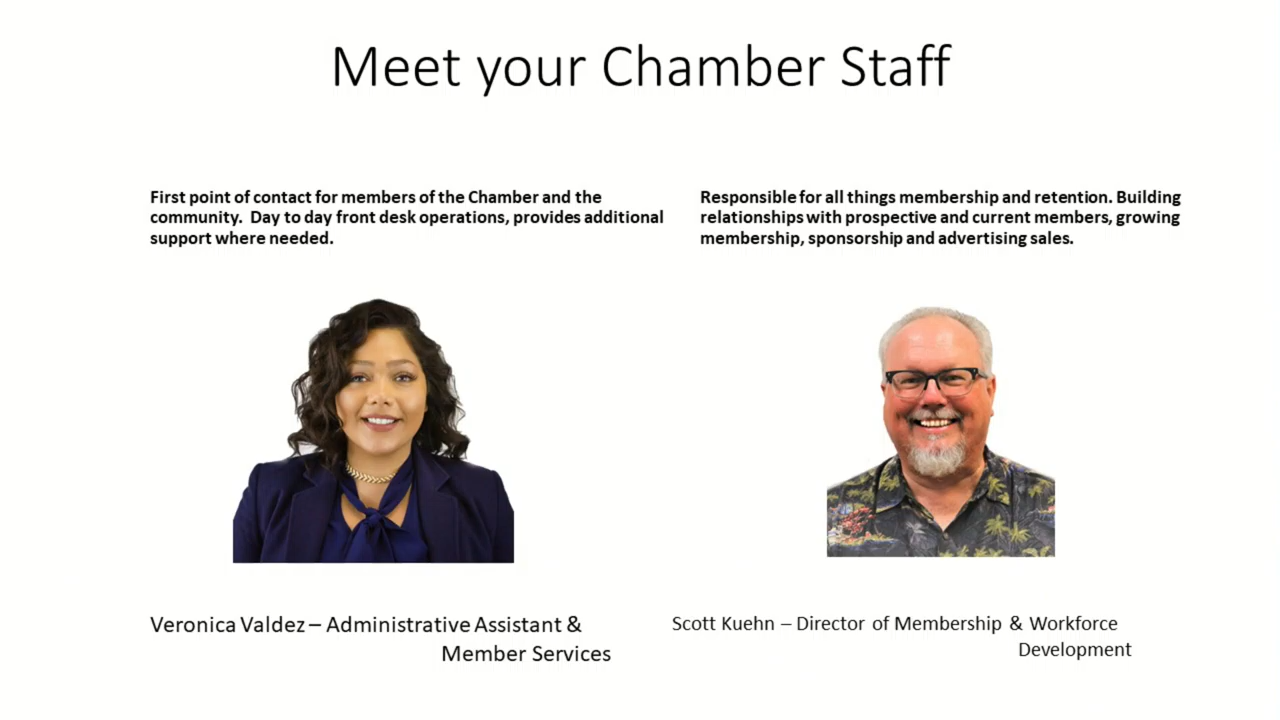 Meet your Chamber Staff
First point of contact for members of the Chamber and the
community.  Day to day front desk operations, provides additional
support where needed.
Responsible for all things membership and retention. Building
relationships with prospective and current members, growing
membership, sponsorship and advertising sales.
Veronica Valdez – Administrative Assistant &
Member Services
Scott Kuehn – Director of Membership & Workforce
Development